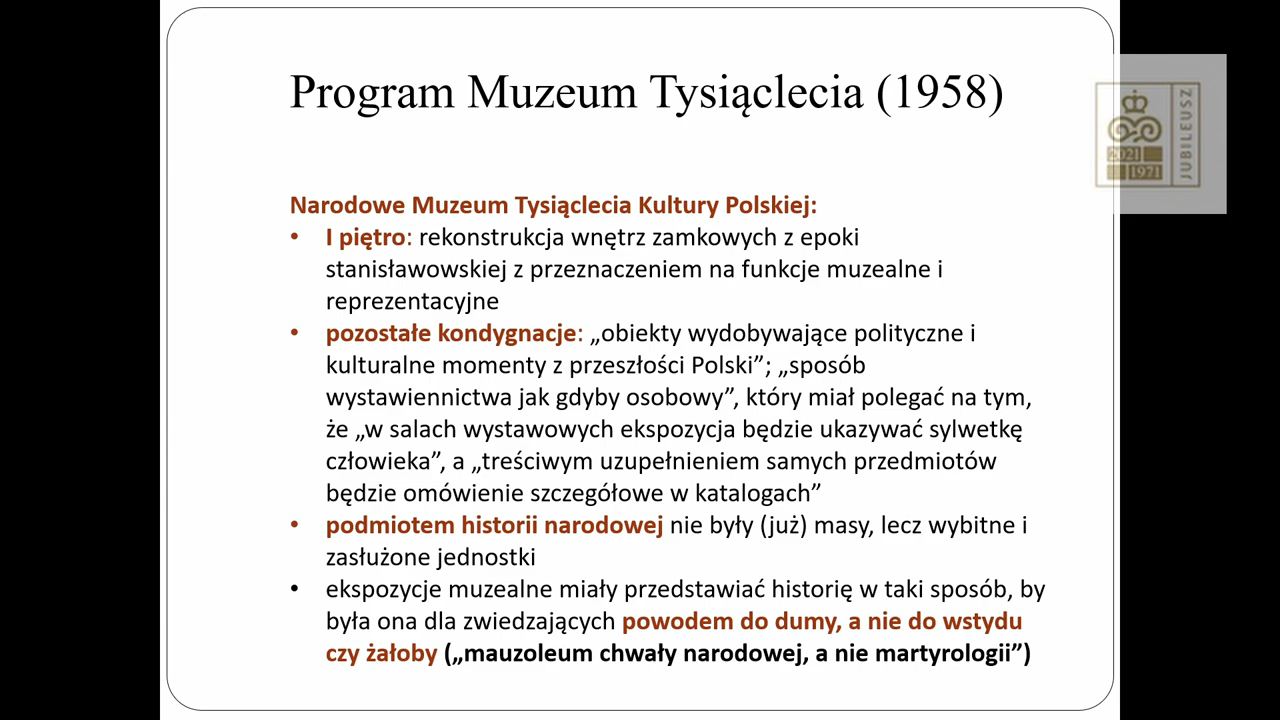 Program Muzeum Tysiąclecia (1958)
Narodowe Muzeum Tysiąclecia Kultury Polskiej:
• I piętro: rekonstrukcja wnętrz zamkowych z epoki
stanisławowskiej z przeznaczeniem na funkcje muzealne i
reprezentacyjne
• pozostałe kondygnacje: „obiekty wydobywające polityczne i
kulturalne momenty z przeszłości Polski”; „sposób
wystawiennictwa jak gdyby osobowy”, który miał polegać na tym,
że „w salach wystawowych ekspozycja będzie ukazywać sylwetkę
człowieka”, a „treściwym uzupełnieniem samych przedmiotów
będzie omówienie szczegółowe w katalogach”
• podmiotem historii narodowej nie były (już) masy, lecz wybitne i
zasłużone jednostki
• ekspozycje muzealne miały przedstawiać historię w taki sposób, by
była ona dla zwiedzających powodem do dumy, a nie do wstydu
czy żałoby („mauzoleum chwały narodowej, a nie martyrologii”)
2021
1971
JUBILEUSZ